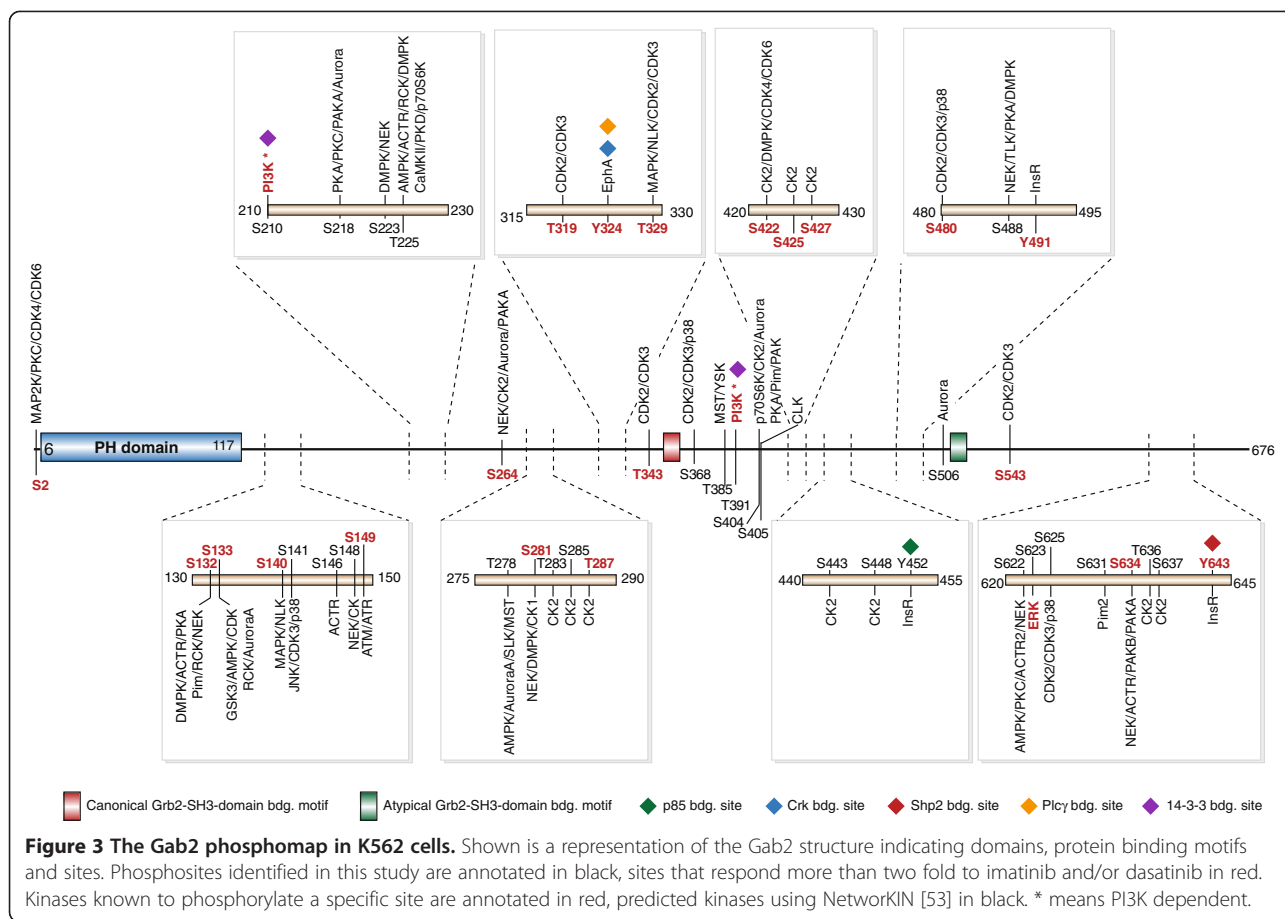 PI3K *
PKA/PKC/PAKA/Aurora
DMPK/NEK
AMPK/ACTR/RCK/DMPK
CaMKII/PKD/p70S6K
210
230
S210
S218
S223
T225
CDK2/CDK3
EphA
MAPK/NLK/CDK2/CDK3
315
330
T319
Y324
T329
CK2/DMPK/CDK4/CDK6
CK2
CK2
420
430
S422
S425
S427
CDK2/CDK3/p38
NEK/TLK/PKA/DMPK
InsR
480
495
S480
S488
Y491
MAP2K/PKC/CDK4/CDK6
NEK/CK2/Aurora/PAKA
CDK2/CDK3
CDK2/CDK3/p38
MST/YSK
PI3K *
p70S6K/CK2/Aurora
PKA/Pim/PAK
CLK
Aurora
CDK2/CDK3
6
PH domain
117
676
S2
S264
T343
S368
T385
T391
S404
S405
S506
S543
S132
S133
S140
S141
S146
S148
S149
130
150
DMPK/ACTR/PKA
Pim/RCK/NEK
GSK3/AMPK/CDK
RCK/AuroraA
MAPK/NLK
JNK/CDK3/p38
ACTR
NEK/CK
ATM/ATR
T278
S281
T283
S285
T287
275
290
AMPK/AuroraA/SLK/MST
NEK/DMPK/CK1
CK2
CK2
CK2
S443
S448
Y452
440
455
CK2
CK2
InsR
S622
S623
S625
S631
S634
T636
S637
Y643
620
645
AMPK/PKC/ACTR2/NEK
ERK
CDK2/CDK3/p38
Pim2
NEK/ACTR/PAKB/PAKA
CK2
CK2
InsR
Canonical Grb2-SH3-domain bdg. motif
Atypical Grb2-SH3-domain bdg. motif
p85 bdg. site
Crk bdg. site
Shp2 bdg. site
Plcγ bdg. site
14-3-3 bdg. site
Figure 3 The Gab2 phosphomap in K562 cells. Shown is a representation of the Gab2 structure indicating domains, protein binding motifs
and sites. Phosphosites identified in this study are annotated in black, sites that respond more than two fold to imatinib and/or dasatinib in red.
Kinases known to phosphorylate a specific site are annotated in red, predicted kinases using NetworKIN [53] in black. * means PI3K dependent.